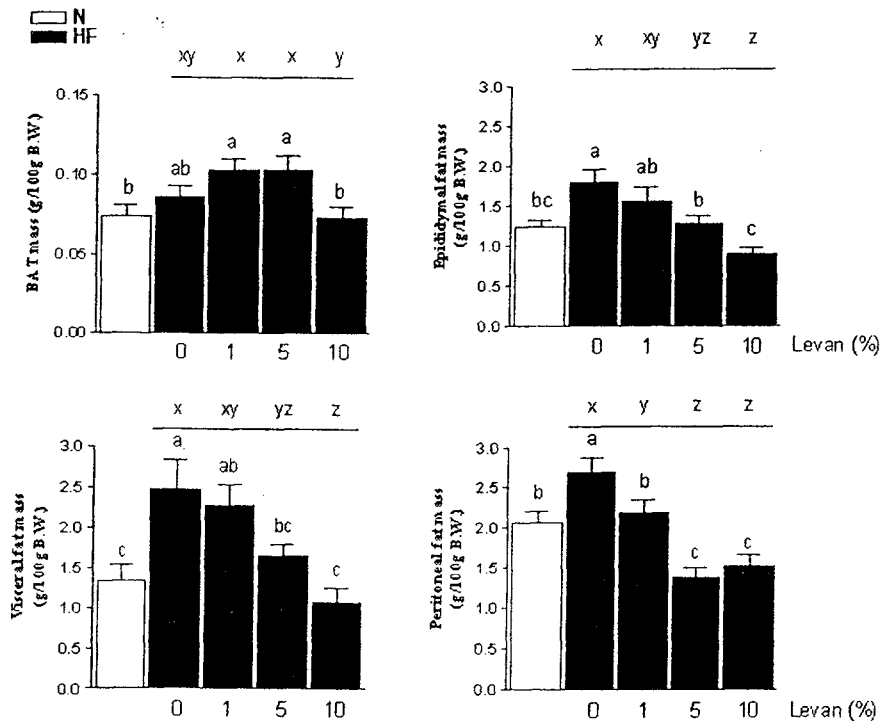 N
HF
xy x x y
BAT mass (g/100g B.W.)
0.15
0.10
0.05
0.00
b ab a a b
0 1 5 10
x xy yz z
Epididymal fat mass
(g/100g B.W.)
3.0
2.5
2.0
1.5
1.0
0.5
0.0
bc a ab b c
0 1 5 10 Levan (%)
x xy yz z
Visceral fat mass
(g/100g B.W.)
3.0
2.5
2.0
1.5
1.0
0.5
0.0
c a ab bc c
0 1 5 10
x y z z
Peritoneal fat mass
(g/100g B.W.)
3.0
2.5
2.0
1.5
1.0
0.5
0.0
b a b c c
0 1 5 10 Levan (%)